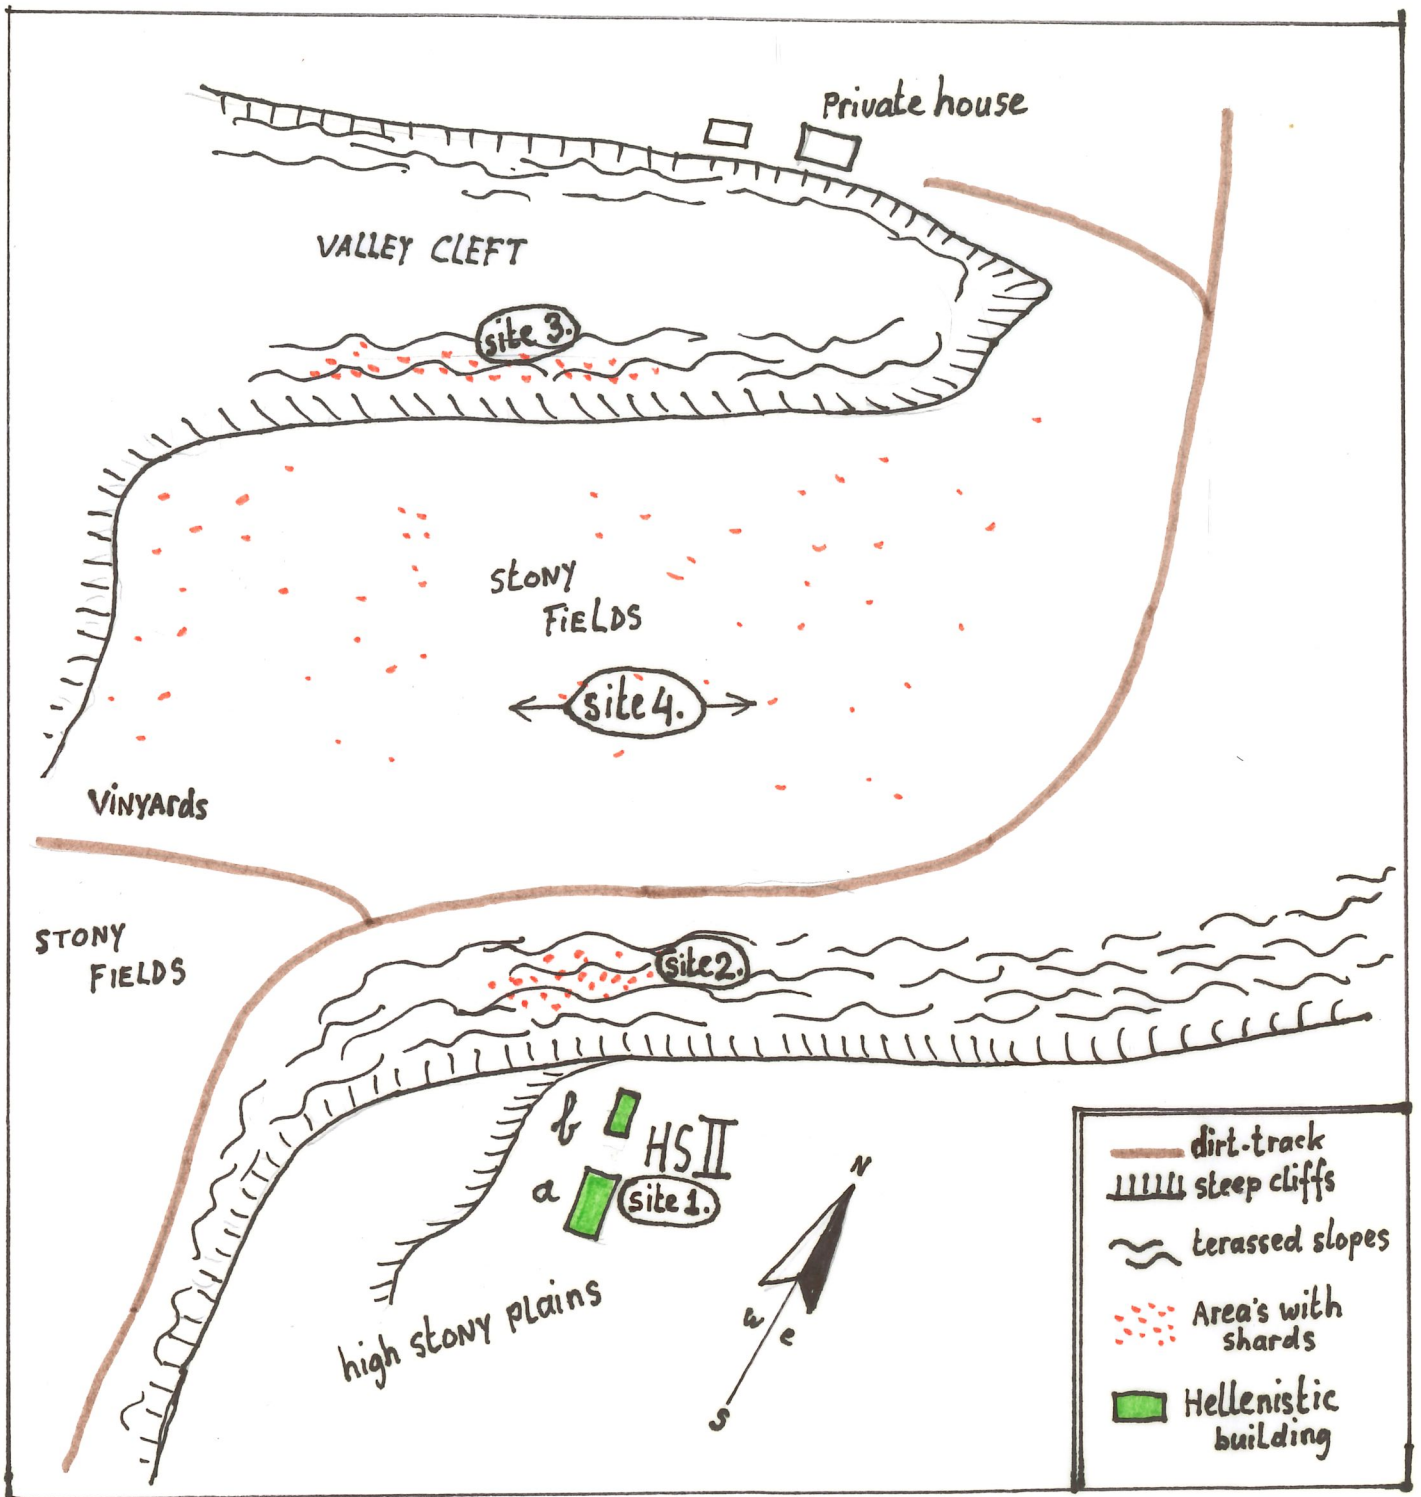 Private house
VALLEY CLEFT
site 3.
STONY
FIELDS
site 4.
VINYARds
STONY
FIELDS
site 2.
b
HS II
a
site 1.
high STONY plains
N
w
e
S
dirt-track
steep cliffs
terassed slopes
Area's with
shards
Hellenistic
building